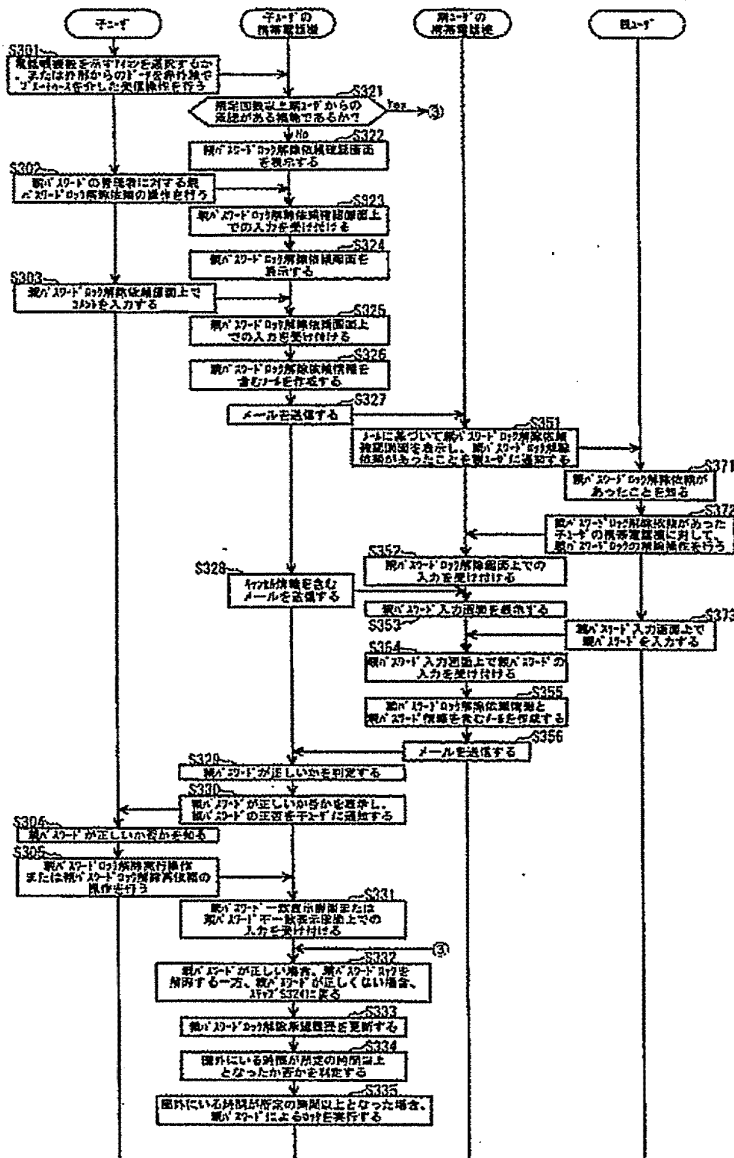 子ユーザ
子ユーザの
携帯電話機
親ユーザの
携帯電話機
親ユーザ
S301
電話帳機能を示すアイコンを選択するか
、または外部からのデータを非接触で
を介した受信操作を行う
S321
所定回数以上親ユーザからの
承認がある機能であるか?
Yes
③
No
S322
親パスワードロック解除依頼確認画面
を表示する
S302
親パスワードの管理者に対する親
パスワードロック解除依頼の操作を行う
S323
親パスワードロック解除依頼確認画面上
での入力を受け付ける
S324
親パスワードロック解除依頼画面を
表示する
S303
親パスワードロック解除依頼画面上で
コメントを入力する
S325
親パスワードロック解除依頼画面上
での入力を受け付ける
S326
親パスワードロック解除依頼情報を
含むメールを作成する
S327
メールを送信する
S351
メールに基づいて親パスワードロック解除依頼
確認画面を表示し、親パスワードロック解除
依頼があったことを親ユーザに通知する
S371
親パスワードロック解除依頼が
あったことを知る
S372
親パスワードロック解除依頼があった
子ユーザの携帯電話機に対して、
親パスワードロックの解除操作を行う
S352
親パスワードロック解除画面上での
入力を受け付ける
S328
キャンセル情報を含む
メールを送信する
親パスワード入力画面を表示する
S353
S373
親パスワード入力画面上で
親パスワードを入力する
S354
親パスワード入力画面上で親パスワードの
入力を受け付ける
S355
親パスワードロック解除依頼情報と
親パスワード情報を含むメールを作成する
S356
メールを送信する
S329
親パスワードが正しいかを判定する
S330
親パスワードが正しいか否かを表示し、
親パスワードの正否を子ユーザに通知する
S304
親パスワードが正しいか否かを知る
S305
親パスワードロック解除実行操作
または親パスワードロック解除再依頼の
操作を行う
S331
親パスワード一致表示画面または
親パスワード不一致表示画面上での
入力を受け付ける
③
S332
親パスワードが正しい場合、親パスワードロックを
解除する一方、親パスワードが正しくない場合、
ステップS324に戻る
S333
親パスワードロック解除承認履歴を更新する
S334
圏外にいる時間が所定の時間以上
となったか否かを判定する
S335
圏外にいる時間が所定の時間以上となった場合、
親パスワードによるロックを実行する